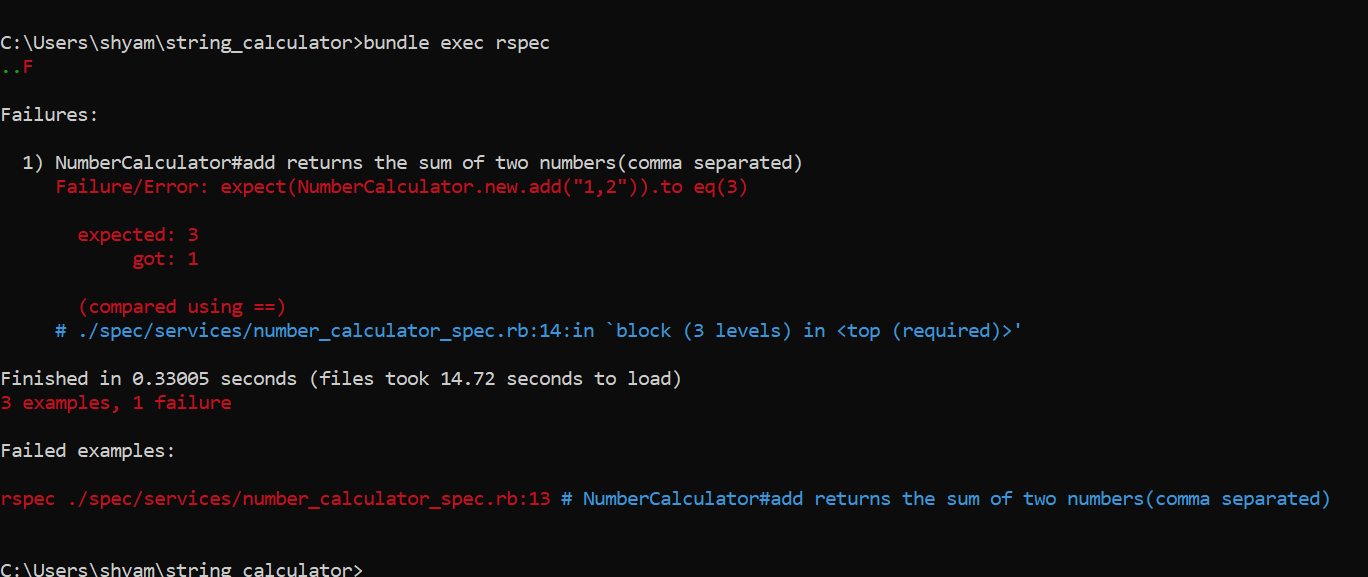 C:\Users\shyam\string_calculator>bundle exec rspec
..F
Failures:
1) NumberCalculator#add returns the sum of two numbers(comma separated)
Failure/Error: expect(NumberCalculator.new.add("1,2")).to eq(3)
expected: 3
got: 1
(compared using ==)
# ./spec/services/number_calculator_spec.rb:14:in `block (3 levels) in <top (required)>'
Finished in 0.33005 seconds (files took 14.72 seconds to load)
3 examples, 1 failure
Failed examples:
rspec ./spec/services/number_calculator_spec.rb:13 # NumberCalculator#add returns the sum of two numbers(comma separated)
C:\Users\shyam\string_calculator>